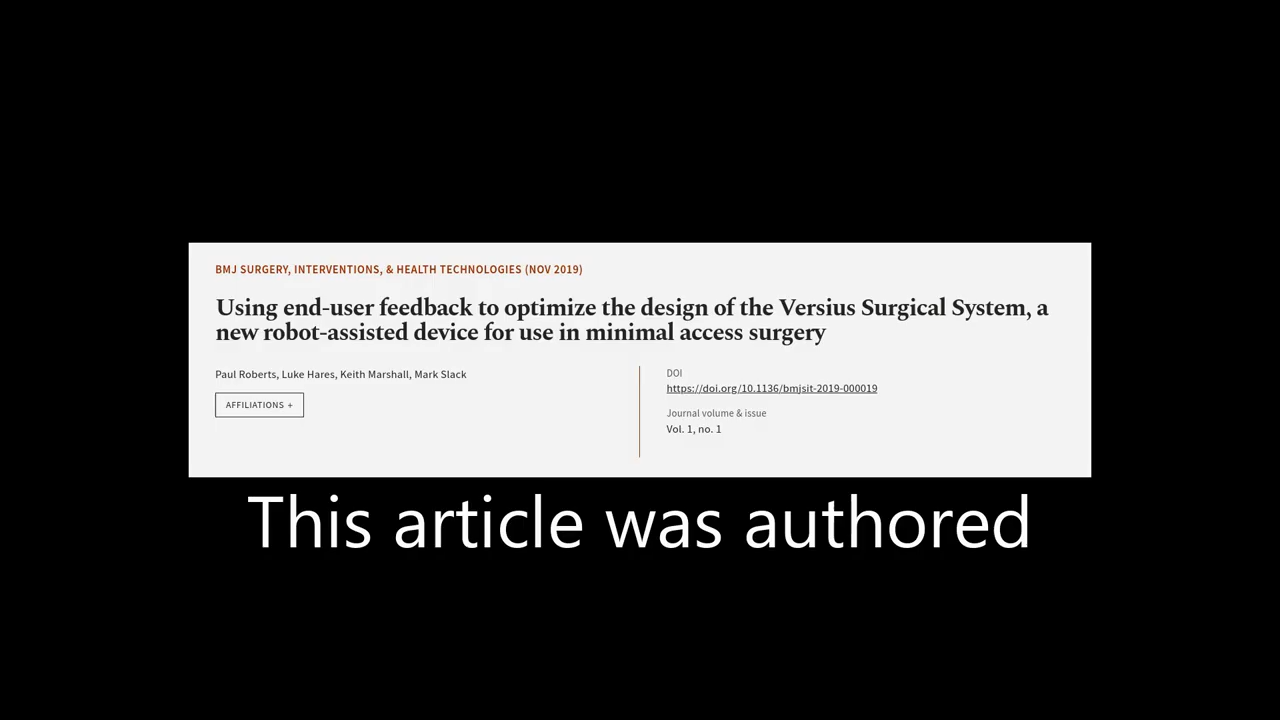 BMJ SURGERY, INTERVENTIONS, & HEALTH TECHNOLOGIES (NOV 2019)
Using end-user feedback to optimize the design of the Versius Surgical System, a
new robot-assisted device for use in minimal access surgery
Paul Roberts, Luke Hares, Keith Marshall, Mark Slack
AFFILIATIONS +
DOI
https://doi.org/10.1136/bmjsit-2019-000019
Journal volume & issue
Vol. 1, no. 1
This article was authored